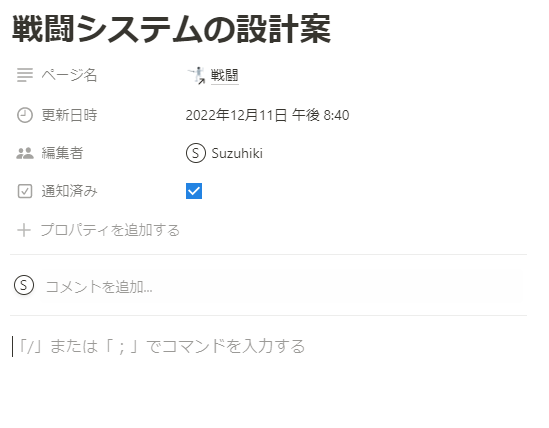 戦闘システムの設計案
ページ名 戦闘
更新日時 2022年12月11日 午後 8:40
編集者 S Suzuhiki
通知済み
プロパティを追加する
S コメントを追加...
「/」または「；」でコマンドを入力する